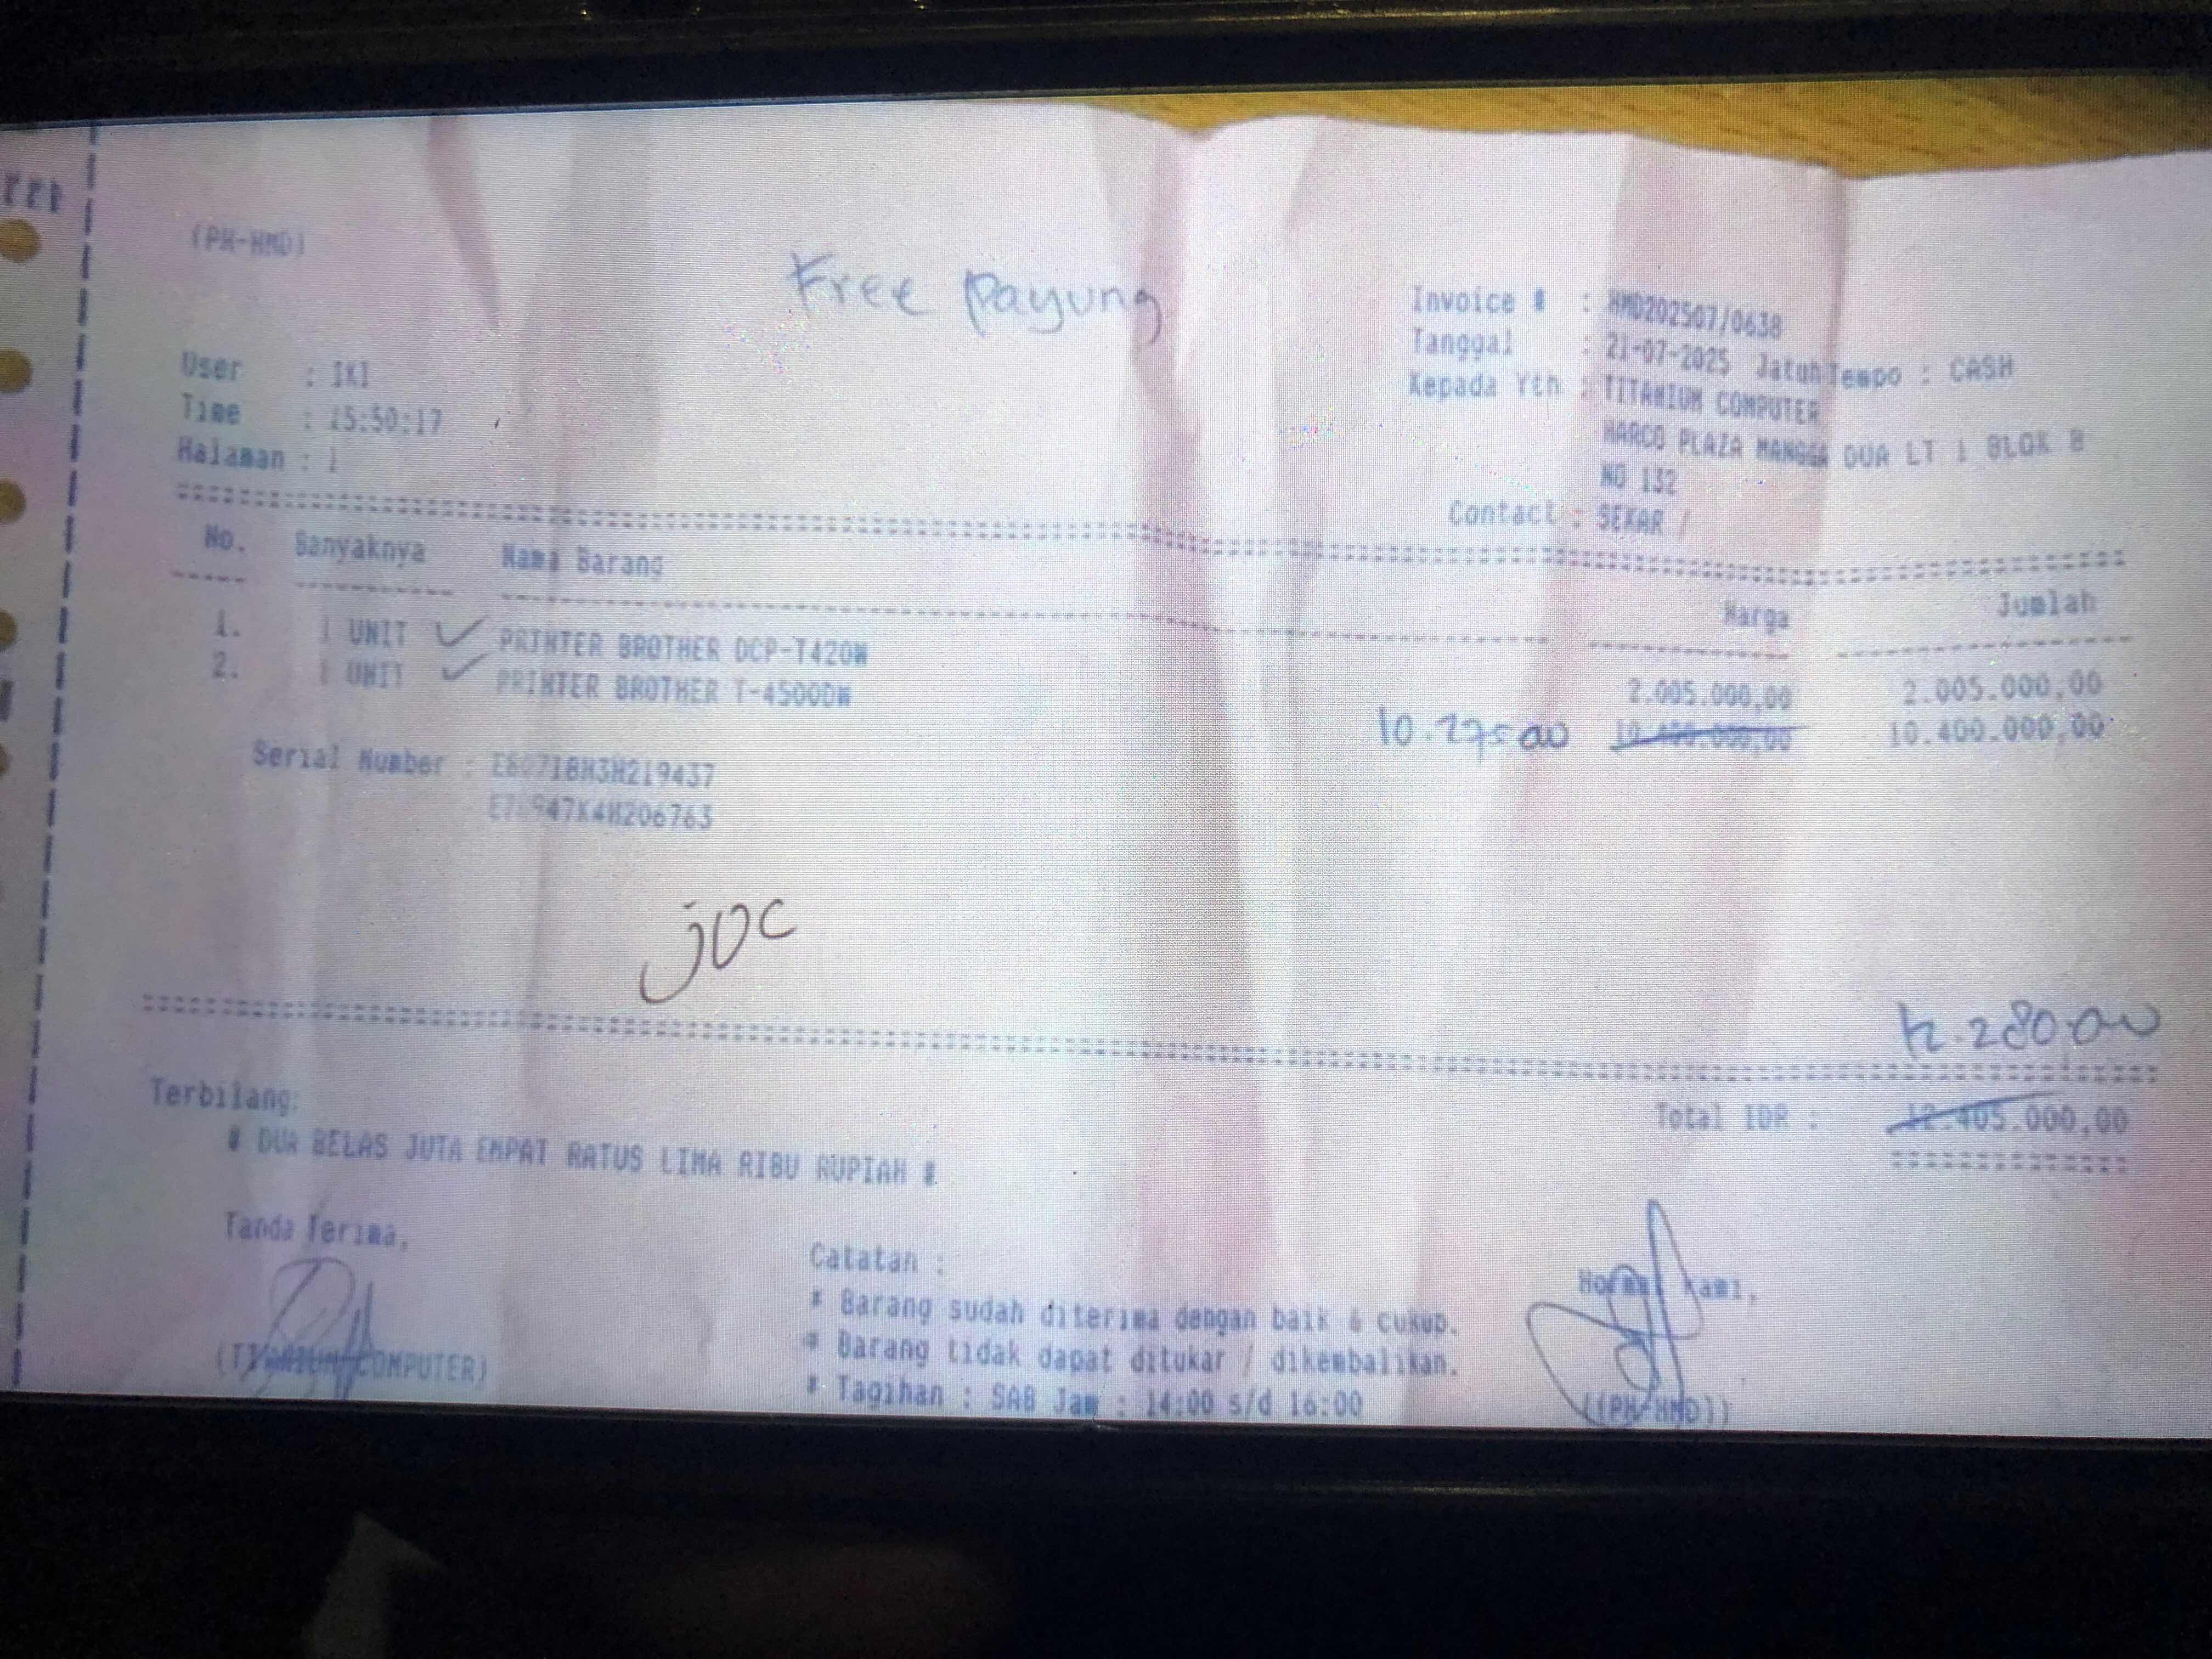 (PH-HMD)
Free payung
Invoice # : HMD202507/0638
Tanggal : 21-07-2025 Jatuh Tempo : CASH
Kepada Yth : TITANIUM COMPUTER
HARCO PLAZA MANGGA DUA LT 1 BLOK B
NO 132
Contact : SEKAR /
User : IKI
Time : 15:50:17
Halaman : 1
No. Banyaknya Nama Barang Harga Jumlah
1. 1 UNIT ✓ PRINTER BROTHER DCP-T420W 2.005.000,00 2.005.000,00
2. 1 UNIT ✓ PRINTER BROTHER T-4500DW 10.275.000 10.400.000,00 10.400.000,00
Serial Number :
joc
12.280.000
Terbilang:
# DUA BELAS JUTA EMPAT RATUS LIMA RIBU RUPIAH #
Total IDR : 12.405.000,00
Tanda Terima,
(TITANIUM COMPUTER)
Catatan :
* Barang sudah diterima dengan baik & cukup.
* Barang tidak dapat ditukar / dikembalikan.
* Tagihan : SAB Jam : 14:00 s/d 16:00
Hormat Kami,
((PH-HMD))